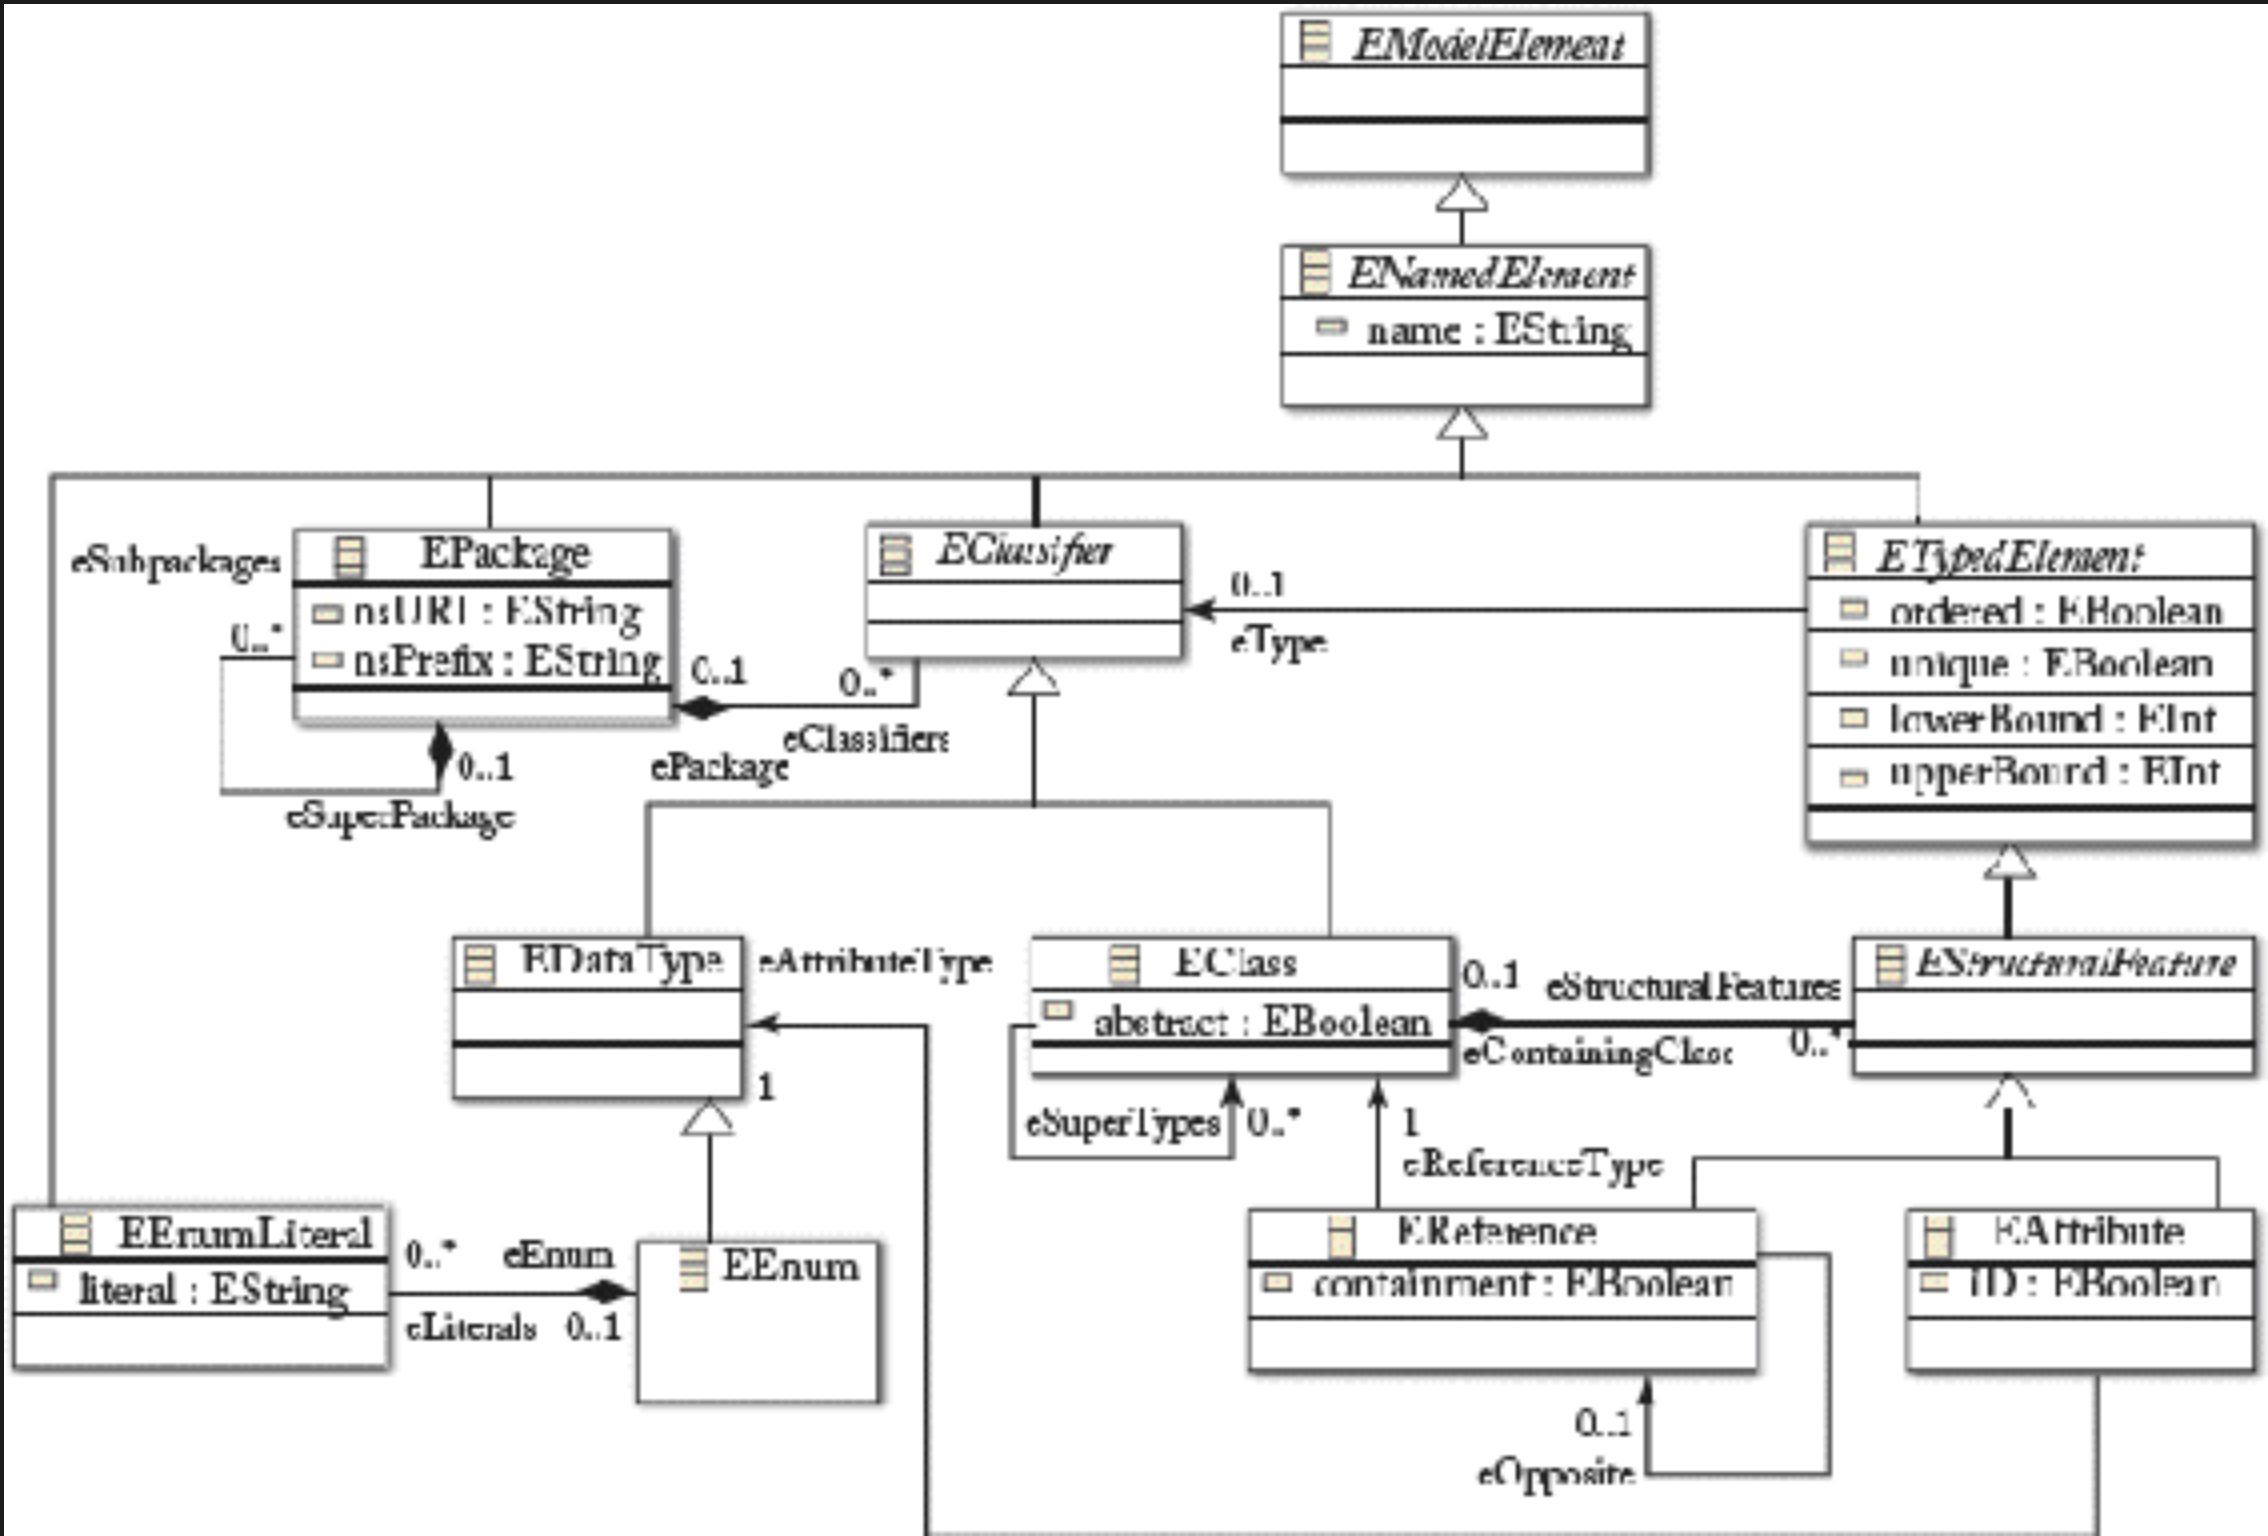 EModelElement
ENamedElement
name : EString
eSubpackages
0..*
EPackage
nsURI : EString
nsPrefix : EString
0..1
eSuperPackage
0..1
ePackage
0..*
eClassifiers
EClassifier
0..1
eType
ETypedElement
ordered : EBoolean
unique : EBoolean
lowerBound : EInt
upperBound : EInt
EDataType
eAttributeType
1
EClass
abstract : EBoolean
0..1
eStructuralFeatures
eContainingClass
0..*
EStructuralFeature
eSuperTypes
0..*
1
eReferenceType
EEnumLiteral
literal : EString
0..*
eEnum
eLiterals
0..1
EEnum
EReference
containment : EBoolean
0..1
eOpposite
EAttribute
iD : EBoolean